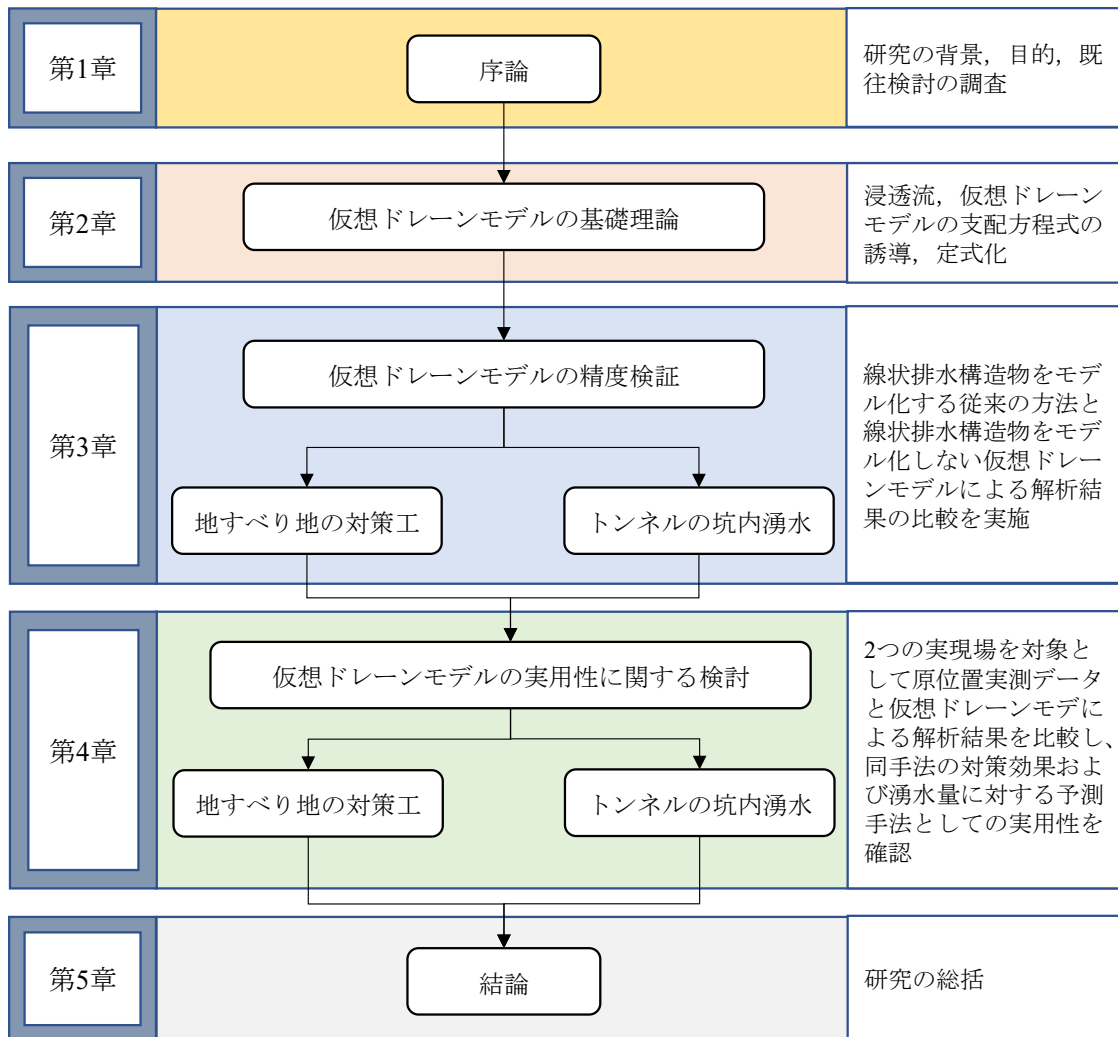 第1章
序論
研究の背景，目的，既
往検討の調査
第2章
仮想ドレーンモデルの基礎理論
浸透流，仮想ドレーン
モデルの支配方程式の
誘導，定式化
第3章
仮想ドレーンモデルの精度検証
地すべり地の対策工
トンネルの坑内湧水
線状排水構造物をモデ
ル化する従来の方法と
線状排水構造物をモデ
ル化しない仮想ドレー
ンモデルによる解析結
果の比較を実施
第4章
仮想ドレーンモデルの実用性に関する検討
地すべり地の対策工
トンネルの坑内湧水
2つの実現場を対象と
して原位置実測データ
と仮想ドレーンモデに
よる解析結果を比較し、
同手法の対策効果およ
び湧水量に対する予測
手法としての実用性を
確認
第5章
結論
研究の総括